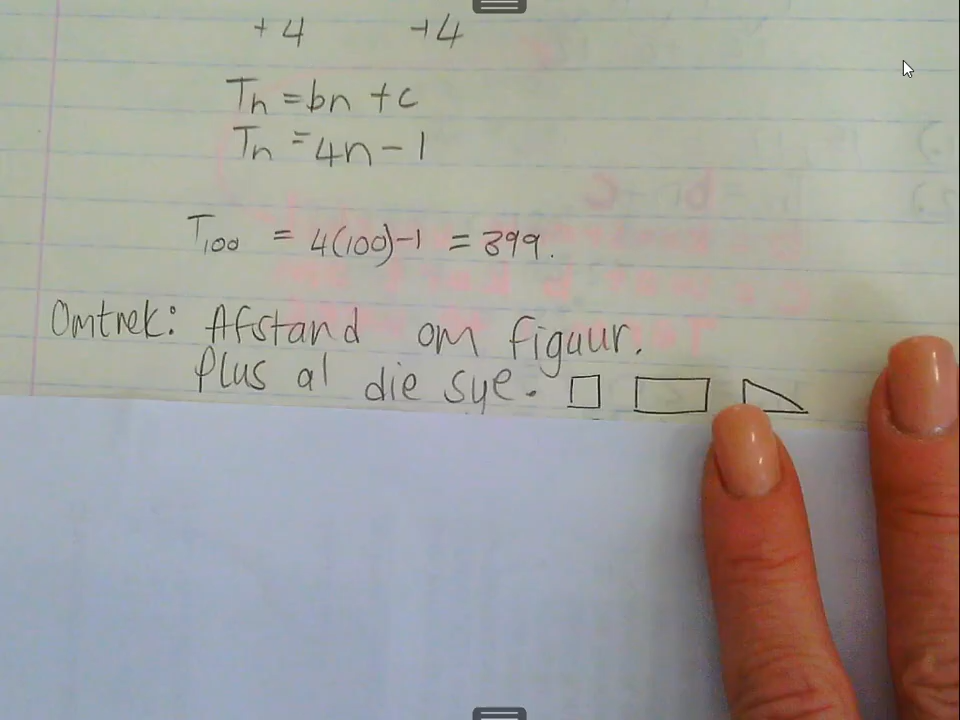 +4 +4
Tn = bn + c
Tn = 4n - 1
T100 = 4(100)-1 = 399.
Omtrek: Afstand om figuur.
Plus al die sye.